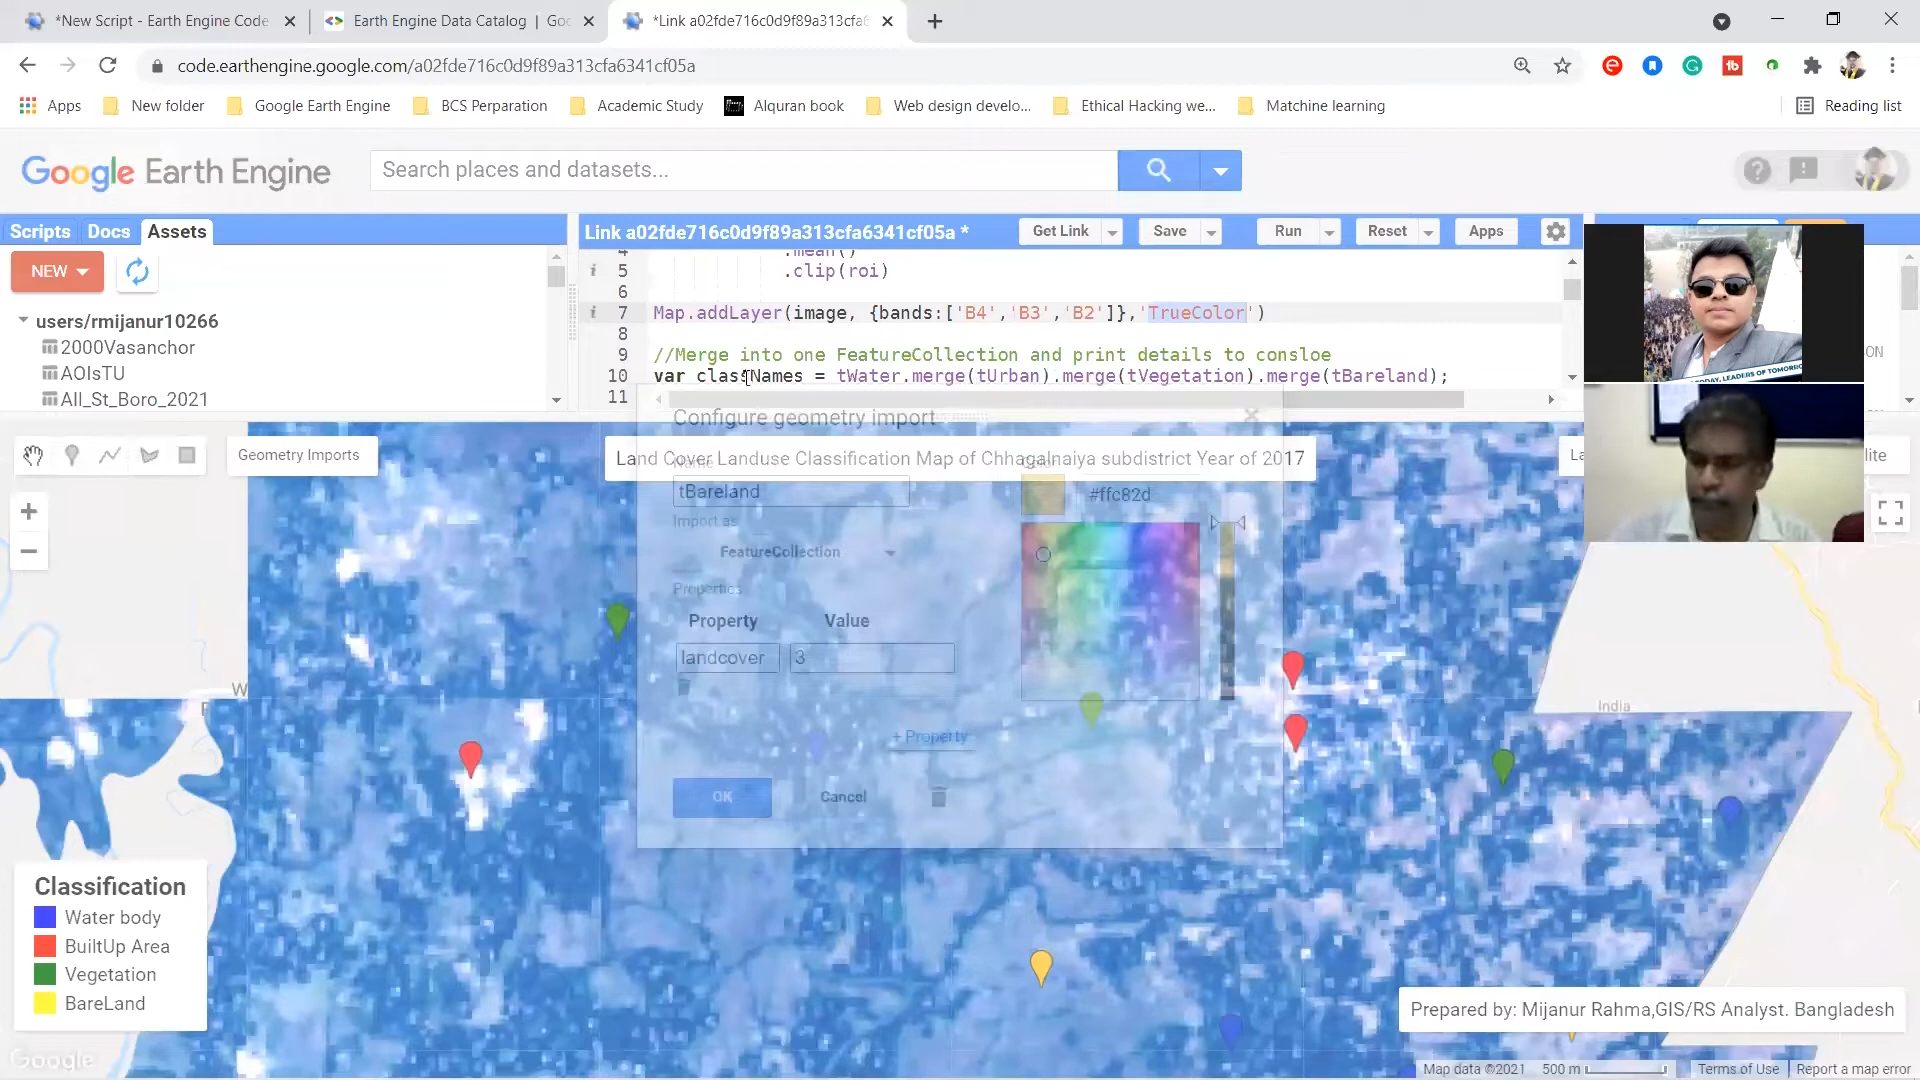 *New Script - Earth Engine Code
Earth Engine Data Catalog | Goo
*Link a02fde716c0d9f89a313cfa6
code.earthengine.google.com/a02fde716c0d9f89a313cfa6341cf05a
Apps
New folder
Google Earth Engine
BCS Perparation
Academic Study
Alquran book
Web design develo...
Ethical Hacking we...
Matchine learning
Reading list
Google Earth Engine
Search places and datasets...
Scripts
Docs
Assets
Link a02fde716c0d9f89a313cfa6341cf05a *
Get Link
Save
Run
Reset
Apps
NEW
users/rmijanur10266
2000Vasanchor
AOIsTU
All_St_Boro_2021
4 .mean()
5 .clip(roi)
6
7 Map.addLayer(image, {bands:['B4','B3','B2']},'TrueColor')
8
9 //Merge into one FeatureCollection and print details to consloe
10 var classNames = tWater.merge(tUrban).merge(tVegetation).merge(tBareland);
11
Configure geometry import
Geometry Imports
Land Cover Landuse Classification Map of Chhagalnaiya subdistrict Year of 2017
Name
tBareland
#ffc82d
Import as
FeatureCollection
Properties
Property
Value
landcover
3
+ Property
OK
Cancel
India
Classification
Water body
BuiltUp Area
Vegetation
BareLand
Prepared by: Mijanur Rahma,GIS/RS Analyst. Bangladesh
Google
Map data ©2021
500 m
Terms of Use
Report a map error